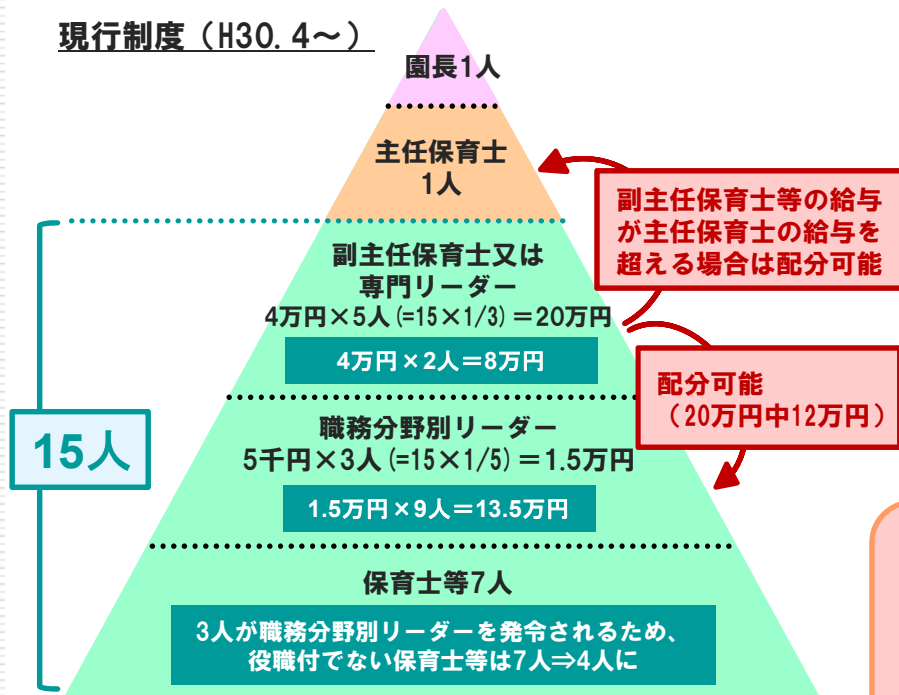 現行制度（H30.4～）
園長1人
主任保育士
1人
副主任保育士等の給与
が主任保育士の給与を
超える場合は配分可能
副主任保育士又は
専門リーダー
4万円×5人(=15×1/3)＝20万円
4万円×2人＝8万円
配分可能
（20万円中12万円）
15人
職務分野別リーダー
5千円×3人(=15×1/5)＝1.5万円
1.5万円×9人＝13.5万円
保育士等7人
3人が職務分野別リーダーを発令されるため、
役職付でない保育士等は7人⇒4人に